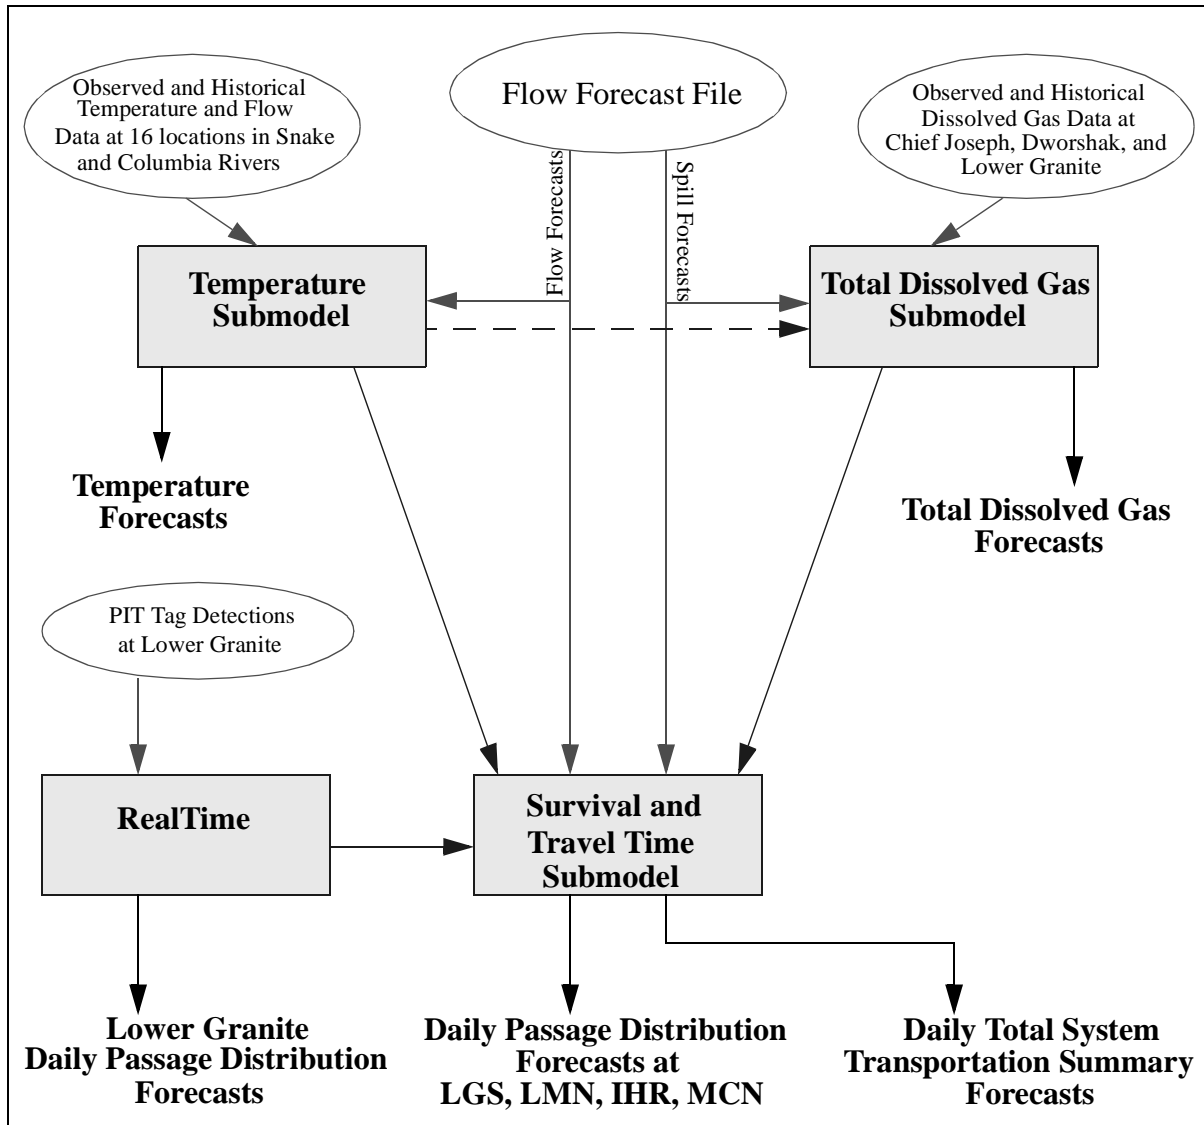 Observed and Historical
Temperature and Flow
Data at 16 locations in Snake
and Columbia Rivers
Flow Forecast File
Observed and Historical
Dissolved Gas Data at
Chief Joseph, Dworshak, and
Lower Granite
Flow Forecasts
Spill Forecasts
Temperature
Submodel
Total Dissolved Gas
Submodel
Temperature
Forecasts
Total Dissolved Gas
Forecasts
PIT Tag Detections
at Lower Granite
RealTime
Survival and
Travel Time
Submodel
Lower Granite
Daily Passage Distribution
Forecasts
Daily Passage Distribution
Forecasts at
LGS, LMN, IHR, MCN
Daily Total System
Transportation Summary
Forecasts